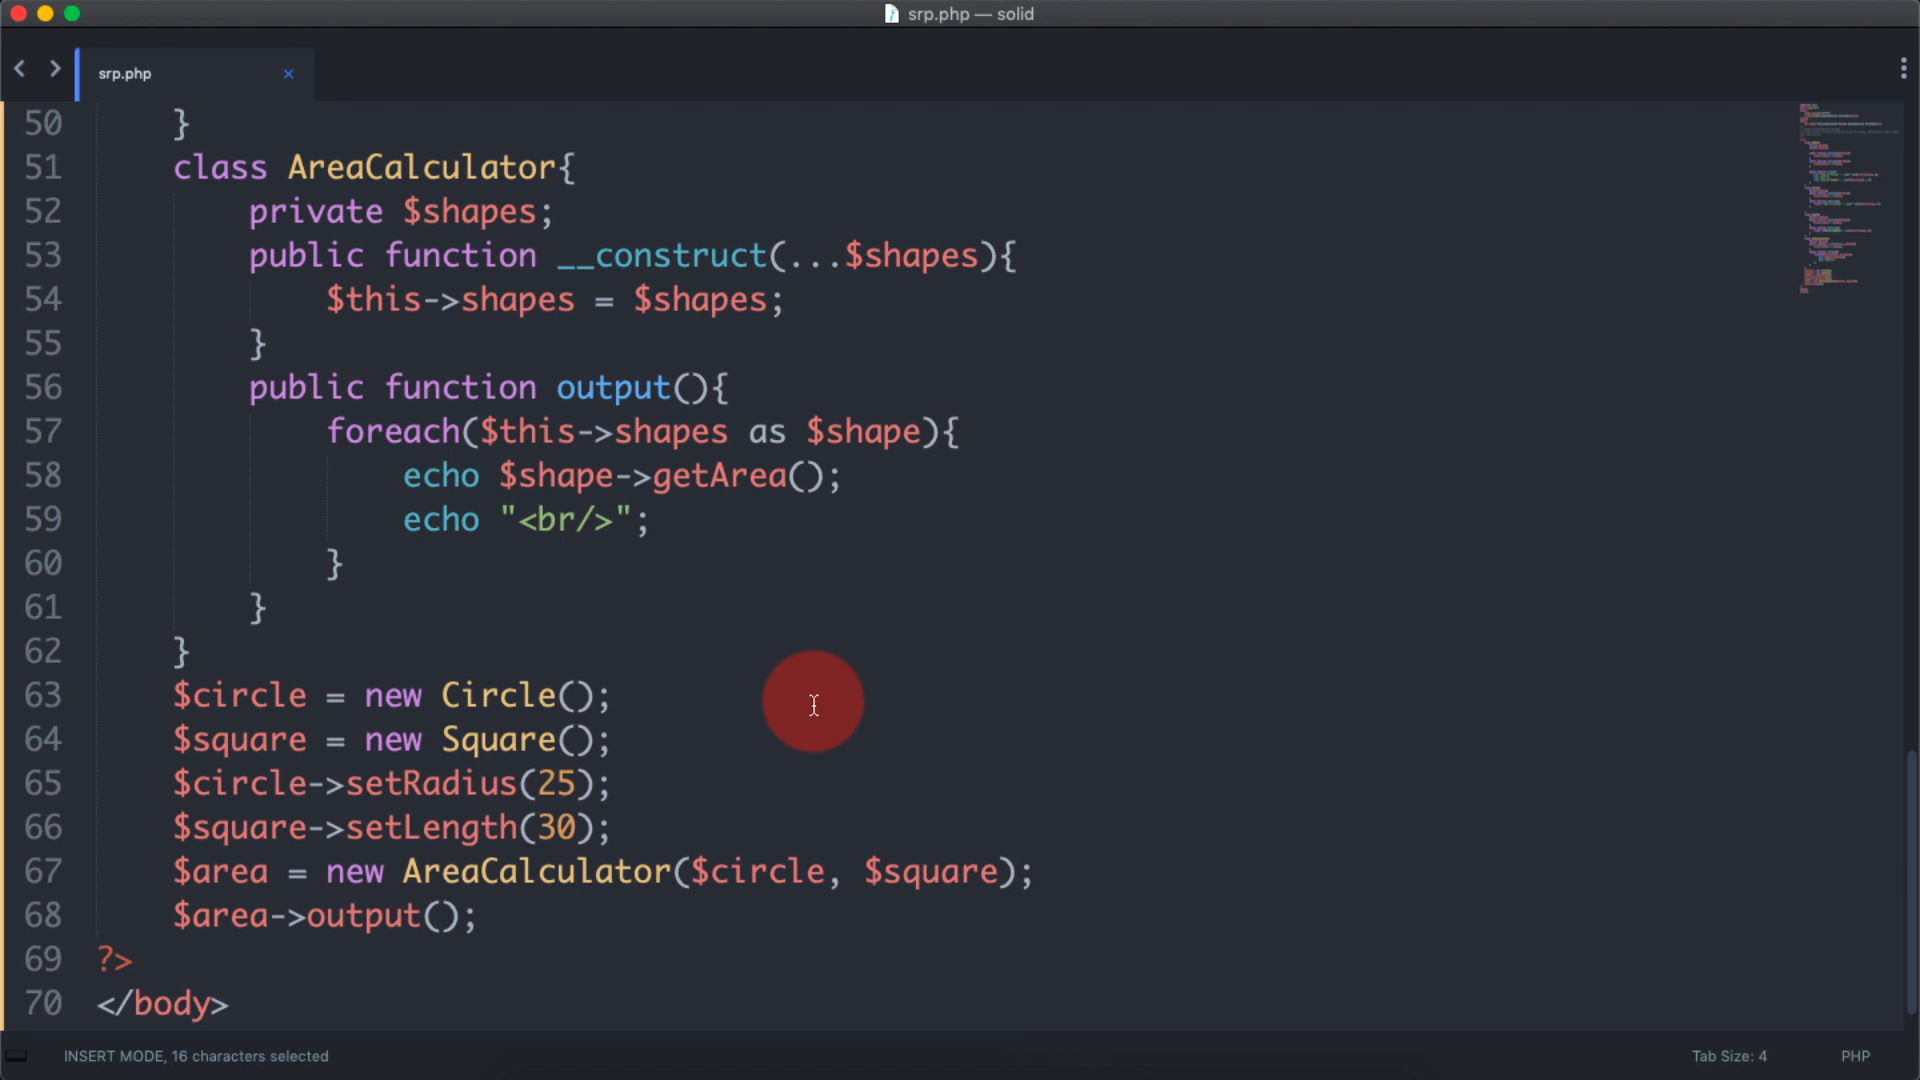 srp.php — solid
srp.php ×
50 }
51 class AreaCalculator{
52 private $shapes;
53 public function __construct(...$shapes){
54 $this->shapes = $shapes;
55 }
56 public function output(){
57 foreach($this->shapes as $shape){
58 echo $shape->getArea();
59 echo "<br/>";
60 }
61 }
62 }
63 $circle = new Circle();
64 $square = new Square();
65 $circle->setRadius(25);
66 $square->setLength(30);
67 $area = new AreaCalculator($circle, $square);
68 $area->output();
69 ?>
70 </body>
INSERT MODE, 16 characters selected Tab Size: 4 PHP